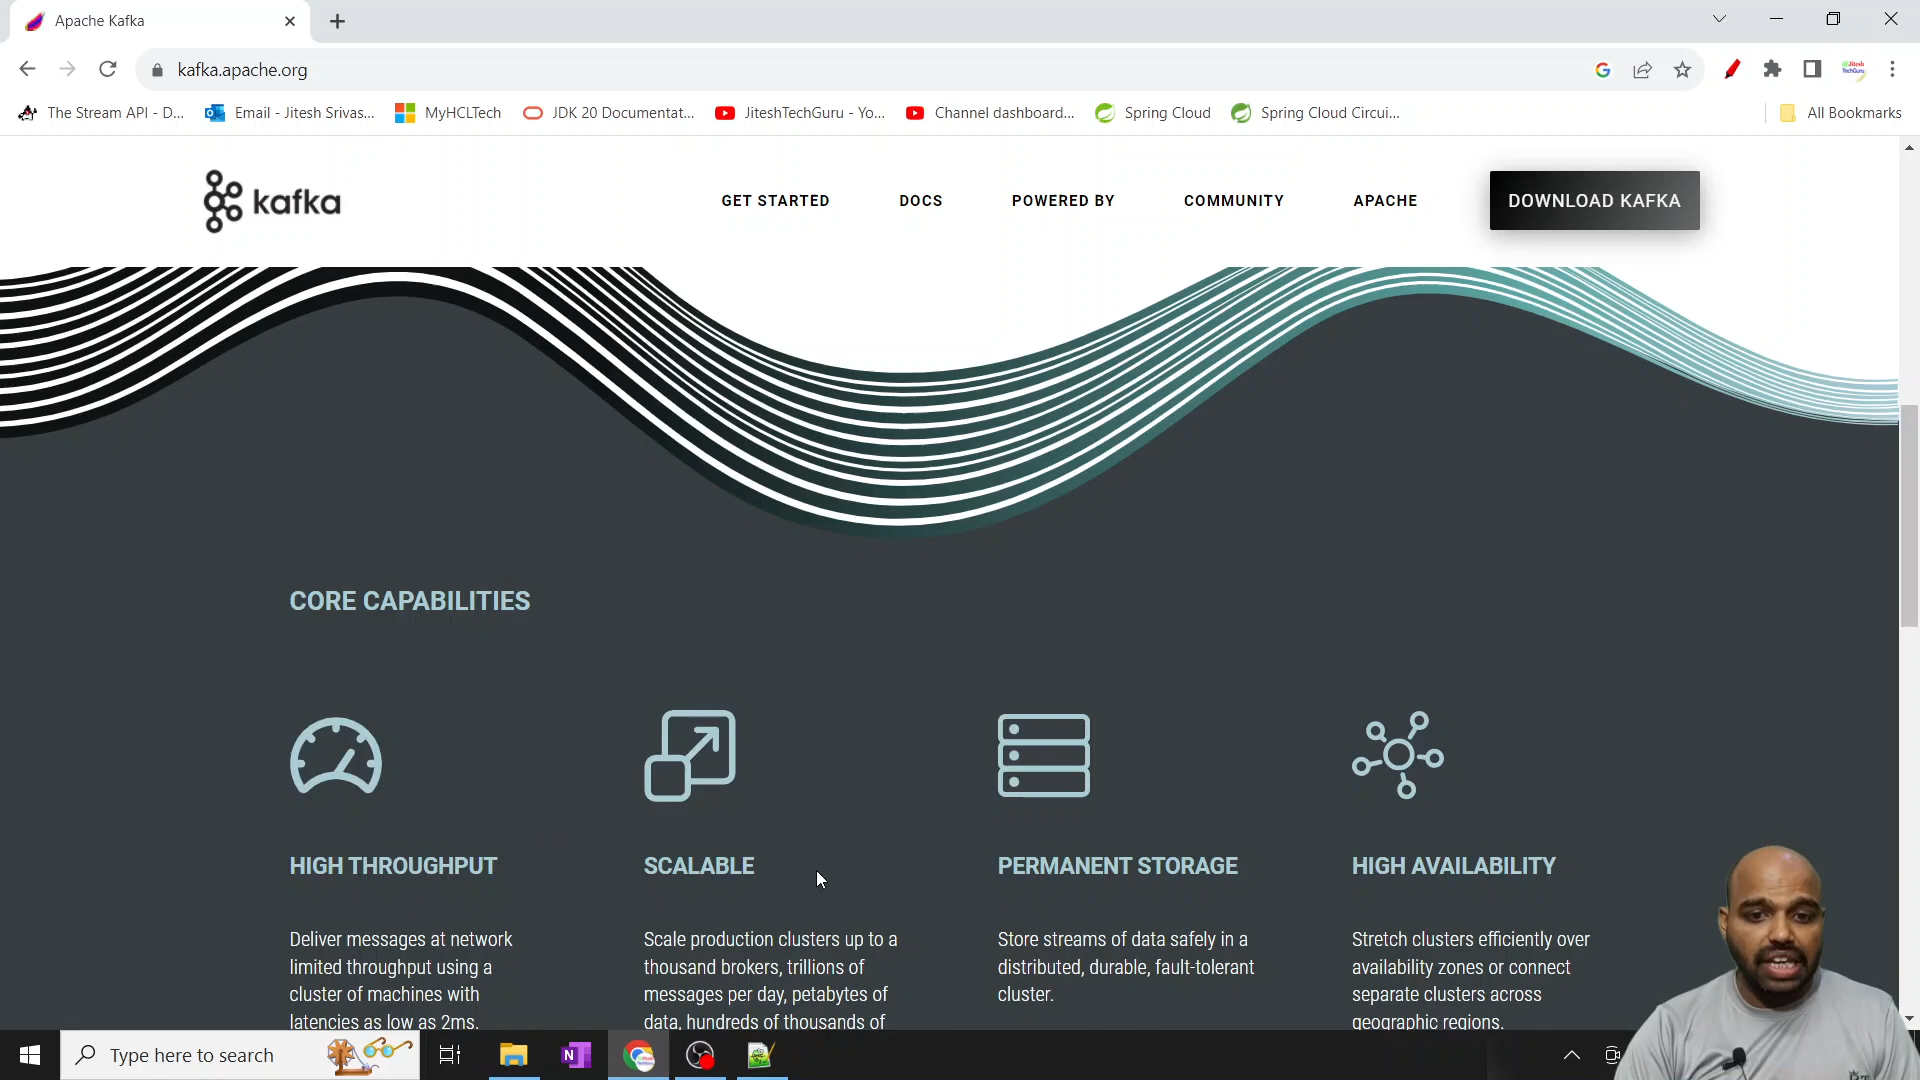 Apache Kafka
kafka.apache.org
The Stream API - D...
Email - Jitesh Srivas...
MyHCLTech
JDK 20 Documentat...
JiteshTechGuru - Yo...
Channel dashboard...
Spring Cloud
Spring Cloud Circui...
All Bookmarks
kafka
GET STARTED
DOCS
POWERED BY
COMMUNITY
APACHE
DOWNLOAD KAFKA
CORE CAPABILITIES
HIGH THROUGHPUT
Deliver messages at network
limited throughput using a
cluster of machines with
latencies as low as 2ms.
SCALABLE
Scale production clusters up to a
thousand brokers, trillions of
messages per day, petabytes of
data, hundreds of thousands of
PERMANENT STORAGE
Store streams of data safely in a
distributed, durable, fault-tolerant
cluster.
HIGH AVAILABILITY
Stretch clusters efficiently over
availability zones or connect
separate clusters across
geographic regions.
Type here to search